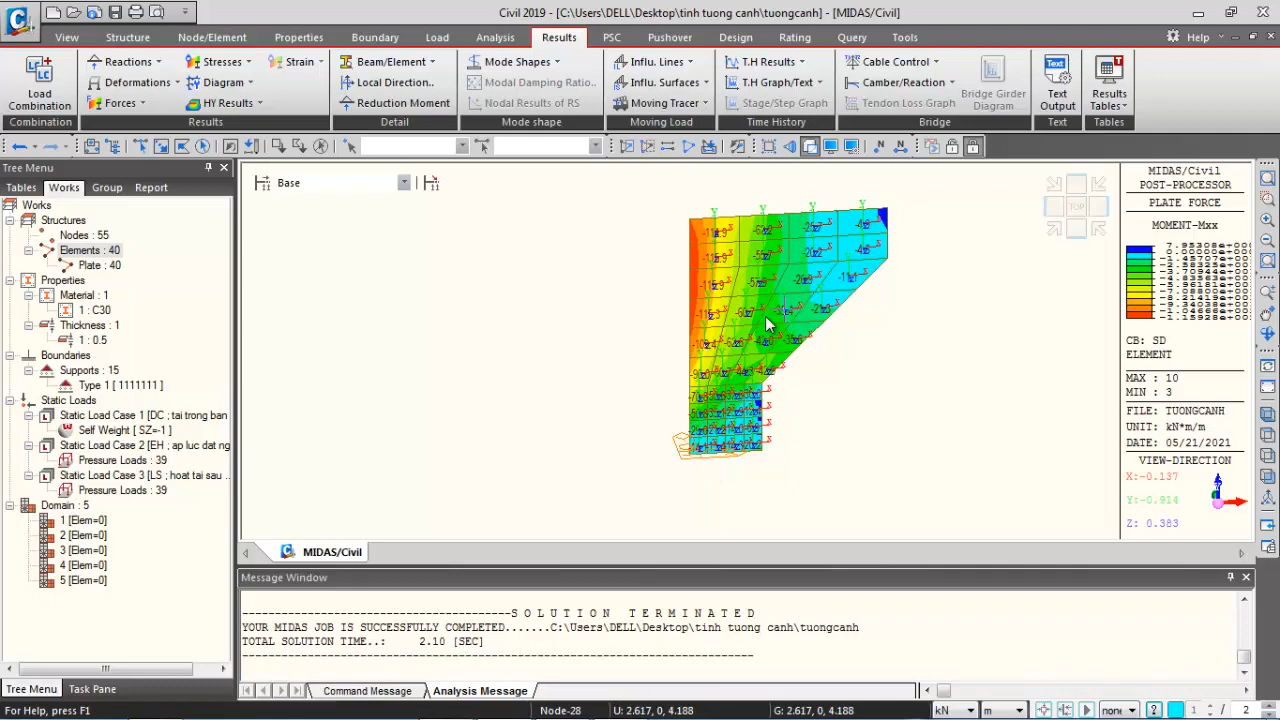 Civil 2019 - [C:\Users\DELL\Desktop\tinh tuong canh\tuongcanh] - [MIDAS/Civil]
View Structure Node/Element Properties Boundary Load Analysis Results PSC Pushover Design Rating Query Tools Help
Load Combination
Combination
Reactions
Deformations
Forces
Stresses
Diagram
HY Results
Strain
Results
Beam/Element
Local Direction..
Reduction Moment
Detail
Mode Shapes
Modal Damping Ratio..
Nodal Results of RS
Mode shape
Influ. Lines
Influ. Surfaces
Moving Tracer
Moving Load
T.H Results
T.H Graph/Text
Stage/Step Graph
Time History
Cable Control
Camber/Reaction
Tendon Loss Graph
Bridge Girder Diagram
Bridge
Text Output
Text
Results Tables
Tables
Tree Menu
Tables Works Group Report
Works
Structures
Nodes : 55
Elements : 40
Plate : 40
Properties
Material : 1
1 : C30
Thickness : 1
1 : 0.5
Boundaries
Supports : 15
Type 1 [ 1111111 ]
Static Loads
Static Load Case 1 [DC ; tai trong ban
Self Weight [ SZ=-1 ]
Static Load Case 2 [EH ; ap luc dat ng
Pressure Loads : 39
Static Load Case 3 [LS ; hoat tai sau ...
Pressure Loads : 39
Domain : 5
1 [Elem=0]
2 [Elem=0]
3 [Elem=0]
4 [Elem=0]
5 [Elem=0]
Tree Menu Task Pane
Base
TOP
MIDAS/Civil
POST-PROCESSOR
PLATE FORCE
MOMENT-Mxx
CB: SD
ELEMENT
MAX : 10
MIN : 3
FILE: TUONGCANH
UNIT: kN*m/m
DATE: 05/21/2021
VIEW-DIRECTION
X:-0.137
Y:-0.914
Z: 0.383
MIDAS/Civil
Message Window
S O L U T I O N T E R M I N A T E D
YOUR MIDAS JOB IS SUCCESSFULLY COMPLETED.......C:\Users\DELL\Desktop\tinh tuong canh\tuongcanh
TOTAL SOLUTION TIME..: 2.10 [SEC]
Command Message Analysis Message
For Help, press F1
Node-28
U: 2.617, 0, 4.188
G: 2.617, 0, 4.188
kN
m
none
1 / 2